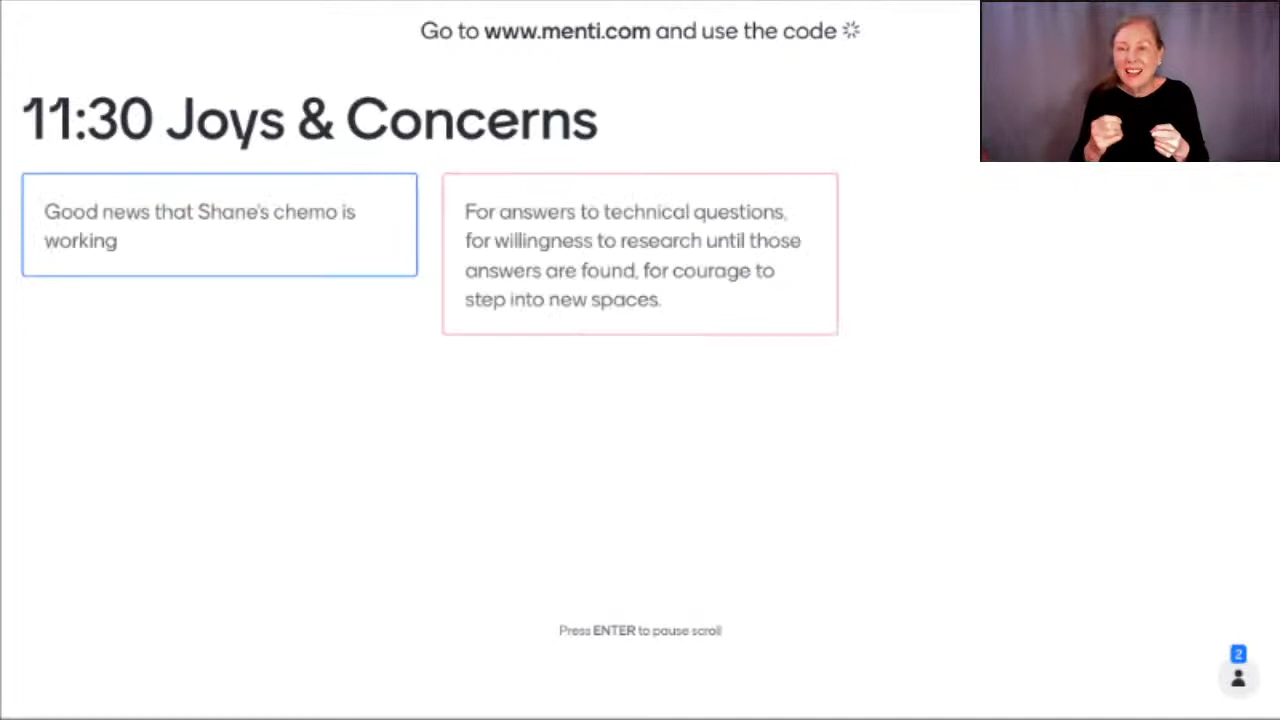 Go to www.menti.com and use the code
11:30 Joys & Concerns
Good news that Shane's chemo is
working
For answers to technical questions,
for willingness to research until those
answers are found, for courage to
step into new spaces.
Press ENTER to pause scroll
2